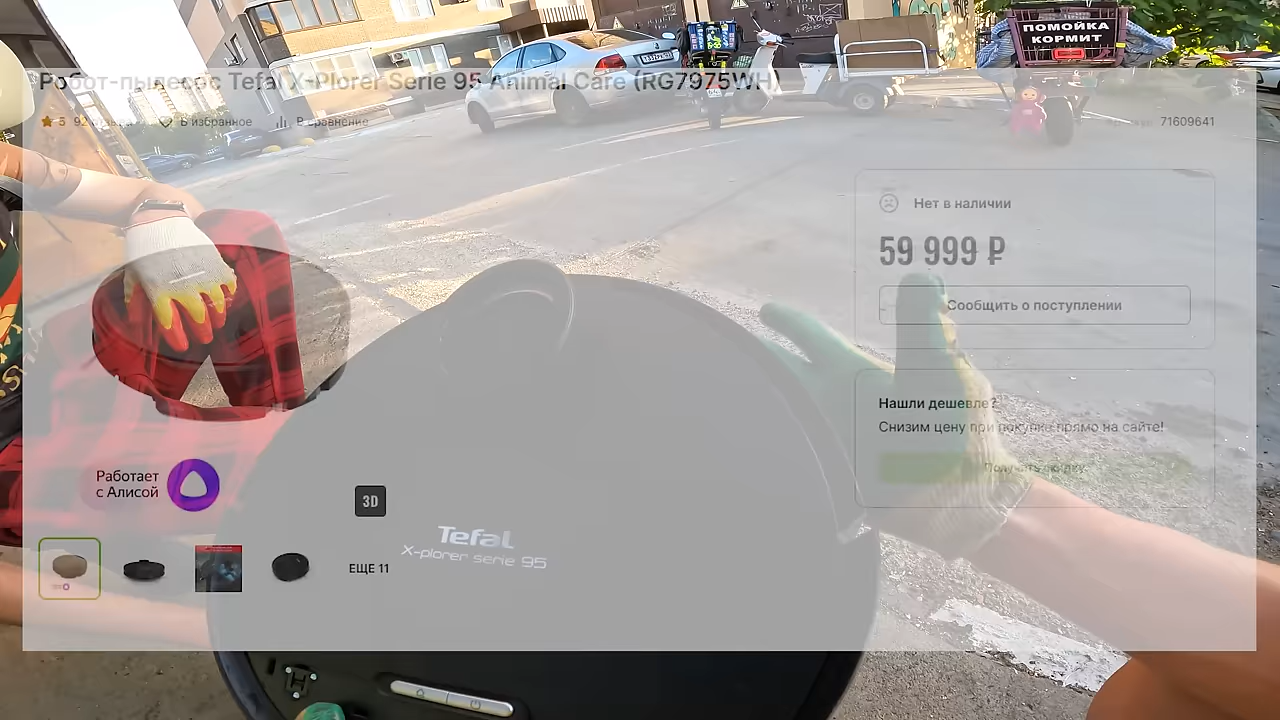 ПОМОЙКА
КОРМИТ
Робот-пылесос Tefal X-Plorer Serie 95 Animal Care (RG7975WH)
5
В избранное
В сравнение
71609641
Нет в наличии
59 999 ₽
Сообщить о поступлении
Нашли дешевле?
Снизим цену при покупке прямо на сайте!
Получить скидку
Работает
с Алисой
3D
Tefal
X-plorer serie 95
ЕЩЕ 11